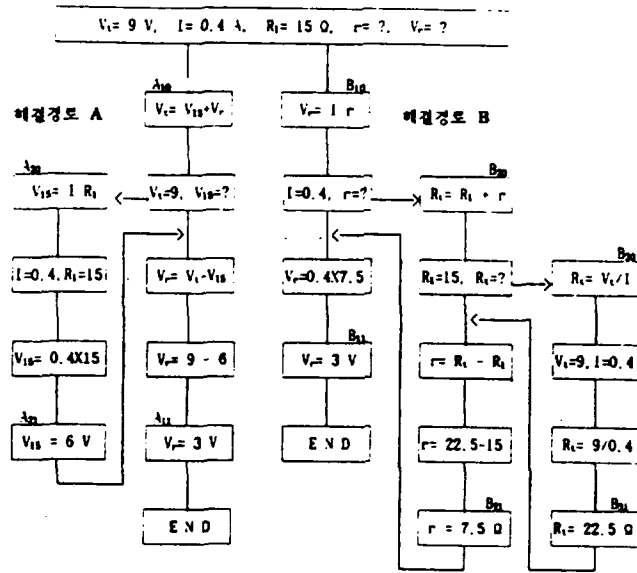 Vₜ= 9 V, I= 0.4 A, R₁= 15 Ω, r= ?, Vᵣ= ?
해결경로 A
A₁₀
Vₜ= V₁₅+Vᵣ
A₂₀
V₁₅= I R₁
Vₜ=9, V₁₅=?
I=0.4, R₁=15
Vᵣ= Vₜ-V₁₅
V₁₅= 0.4X15
Vᵣ= 9 - 6
A₂₁
V₁₅ = 6 V
A₁₁
Vᵣ= 3 V
E N D
해결경로 B
B₁₀
Vᵣ= I r
B₂₀
I=0.4, r=?
Rₜ= R₁ + r
B₃₀
Vᵣ=0.4X7.5
R₁=15, Rₜ=?
Rₜ= Vₜ/I
B₁₁
Vᵣ= 3 V
r= Rₜ - R₁
Vₜ=9, I=0.4
E N D
r= 22.5-15
Rₜ= 9/0.4
B₂₁
r = 7.5 Ω
B₃₁
Rₜ= 22.5 Ω